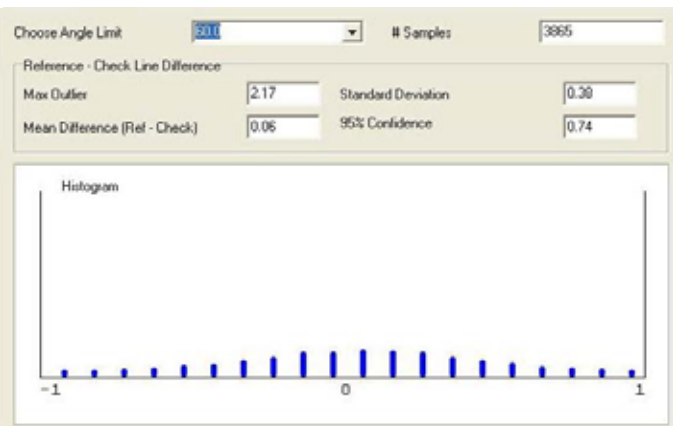 Choose Angle Limit 60.0 # Samples 3865
Reference - Check Line Difference
Max Outlier 2.17 Standard Deviation 0.38
Mean Difference (Ref - Check) 0.06 95% Confidence 0.74
Histogram
-1 0 1